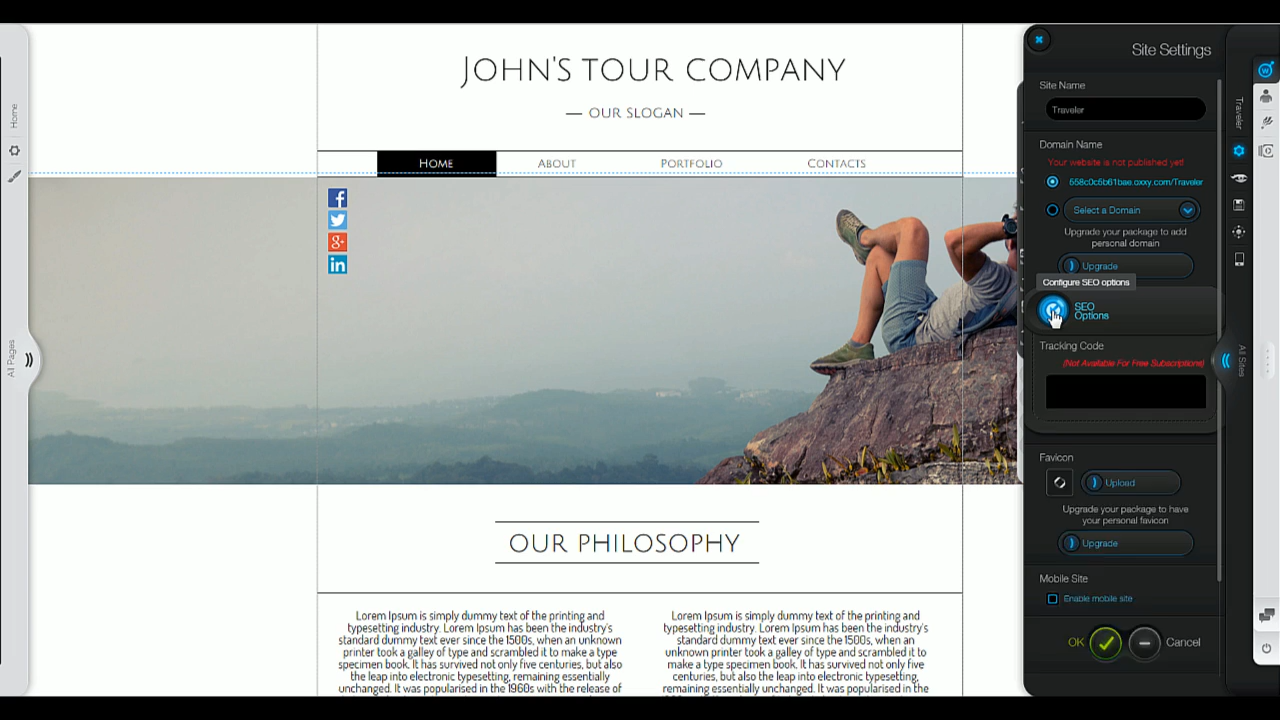 JOHN'S TOUR COMPANY
— OUR SLOGAN —
HOME
ABOUT
PORTFOLIO
CONTACTS
OUR PHILOSOPHY
Lorem Ipsum is simply dummy text of the printing and
typesetting industry. Lorem Ipsum has been the industry's
standard dummy text ever since the 1500s, when an unknown
printer took a galley of type and scrambled it to make a type
specimen book. It has survived not only five centuries, but also
the leap into electronic typesetting, remaining essentially
unchanged. It was popularised in the 1960s with the release of
Lorem Ipsum is simply dummy text of the printing and
typesetting industry. Lorem Ipsum has been the industry's
standard dummy text ever since the 1500s, when an
unknown printer took a galley of type and scrambled it to
make a type specimen book. It has survived not only five
centuries, but also the leap into electronic typesetting,
remaining essentially unchanged. It was popularised in the
Home
All Pages
Site Settings
Site Name
Traveler
Domain Name
Your website is not published yet!
558c0c5b61bae.oxxy.com/Traveler
Select a Domain
Upgrade your package to add
personal domain
Upgrade
Configure SEO options
SEO
Options
Tracking Code
(Not Available For Free Subscriptions)
Favicon
Upload
Upgrade your package to have
your personal favicon
Upgrade
Mobile Site
Enable mobile site
OK
Cancel
Traveler
All Sites